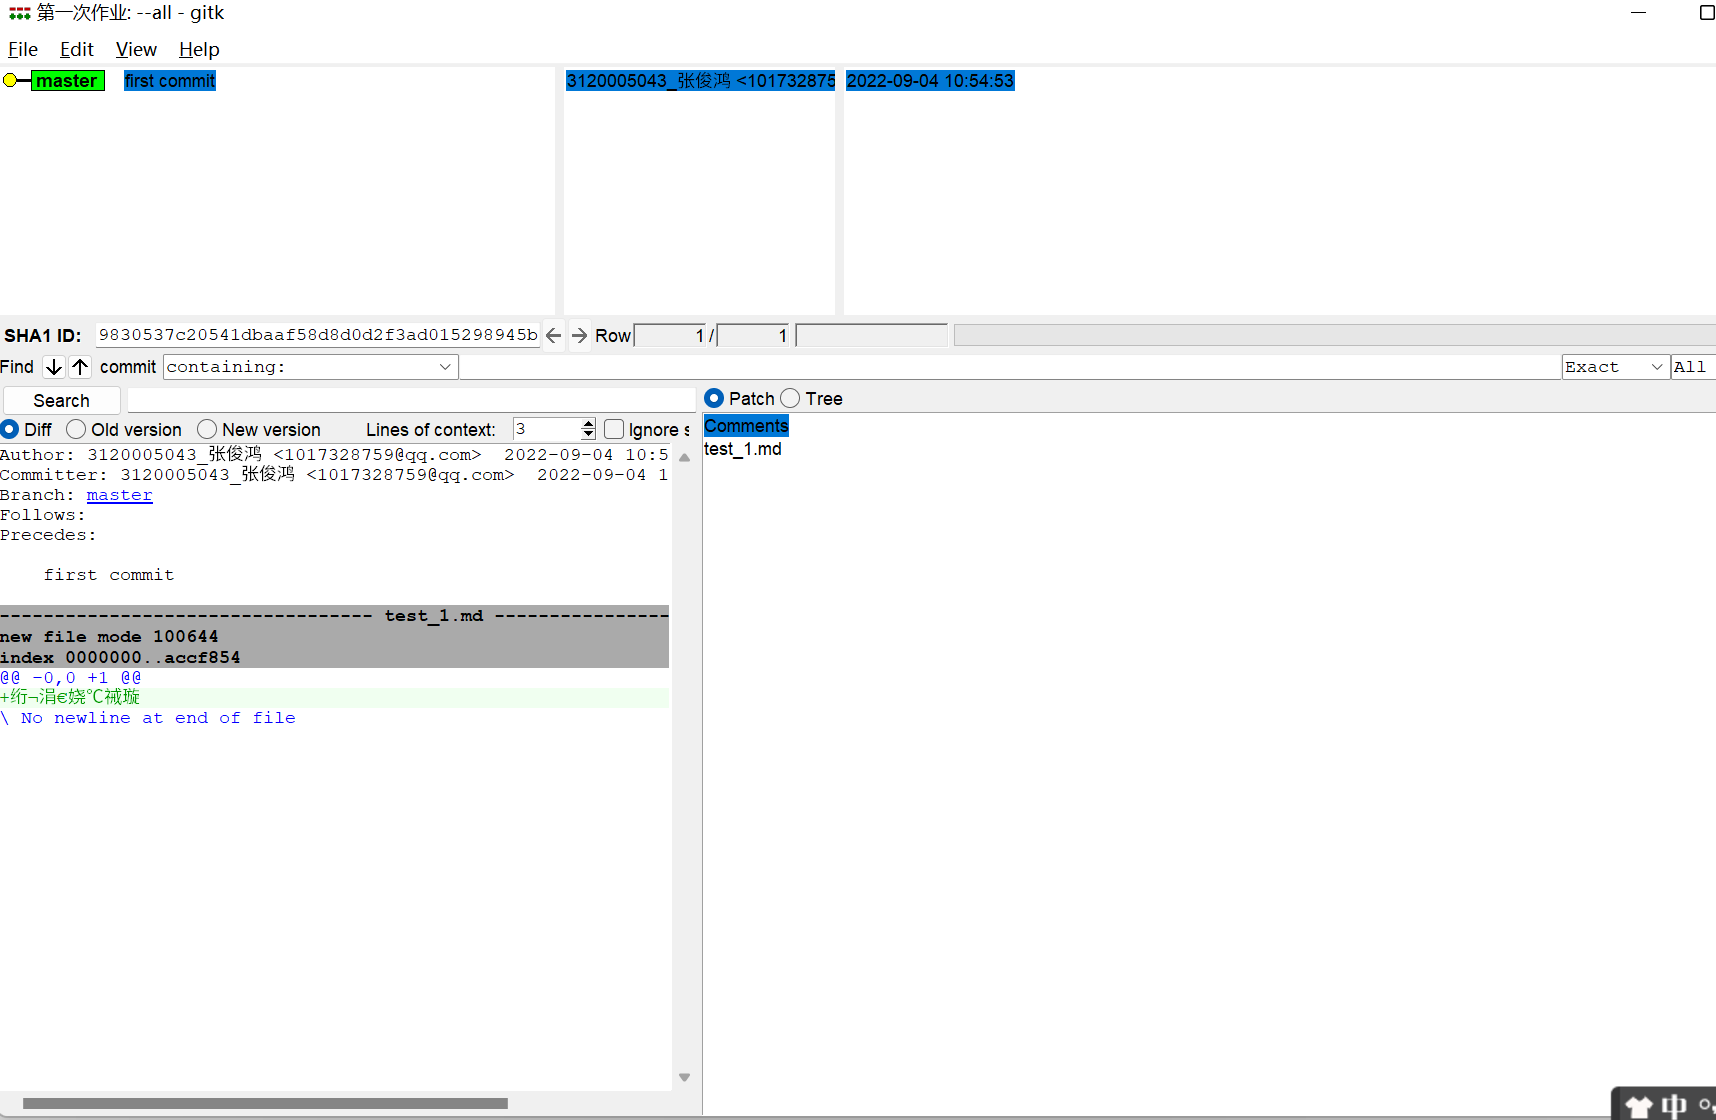 第一次作业: --all - gitk
File Edit View Help
master first commit 3120005043_张俊鸿 <101732875 2022-09-04 10:54:53
SHA1 ID: 9830537c20541dbaaf58d8d0d2f3ad015298945b Row 1 / 1
Find commit containing: Exact All
Search
Patch Tree
Diff Old version New version Lines of context: 3 Ignore s
Comments
test_1.md
Author: 3120005043_张俊鸿 <1017328759@qq.com> 2022-09-04 10:5
Committer: 3120005043_张俊鸿 <1017328759@qq.com> 2022-09-04 1
Branch: master
Follows:
Precedes:
first commit
--------------------------------- test_1.md ----------------
new file mode 100644
index 0000000..accf854
@@ -0,0 +1 @@
+绗¬涓€娆℃祴璇
\ No newline at end of file
中